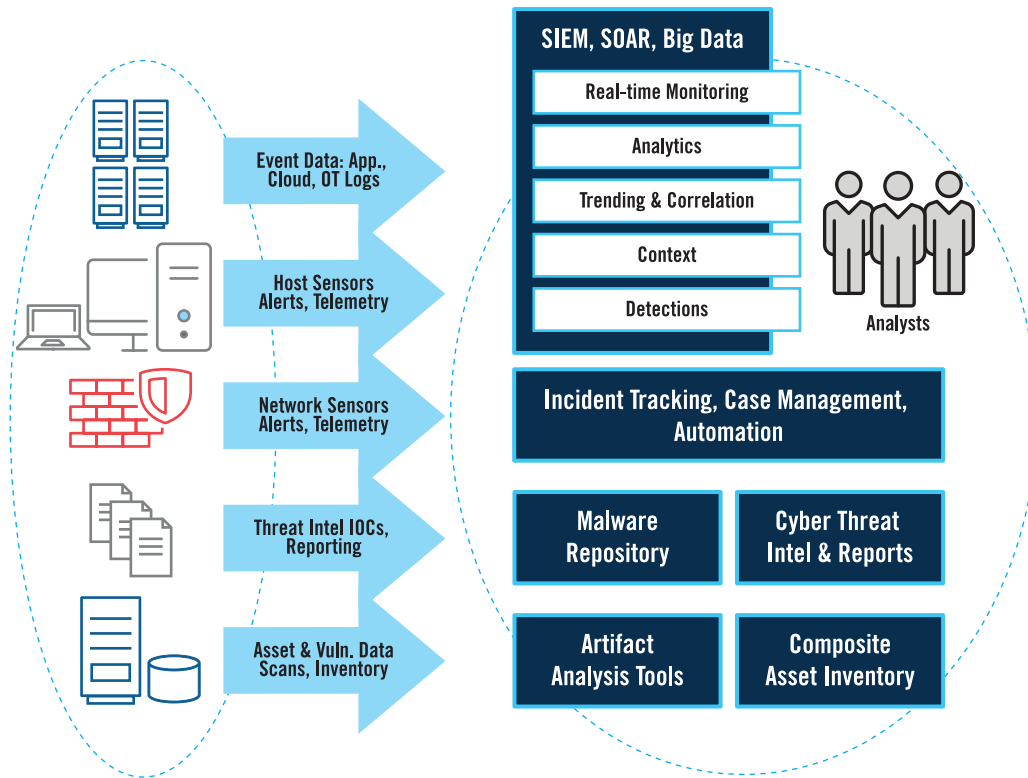 Event Data: App.,
Cloud, OT Logs
Host Sensors
Alerts, Telemetry
Network Sensors
Alerts, Telemetry
Threat Intel IOCs,
Reporting
Asset & Vuln. Data
Scans, Inventory
SIEM, SOAR, Big Data
Real-time Monitoring
Analytics
Trending & Correlation
Context
Detections
Analysts
Incident Tracking, Case Management,
Automation
Malware
Repository
Cyber Threat
Intel & Reports
Artifact
Analysis Tools
Composite
Asset Inventory